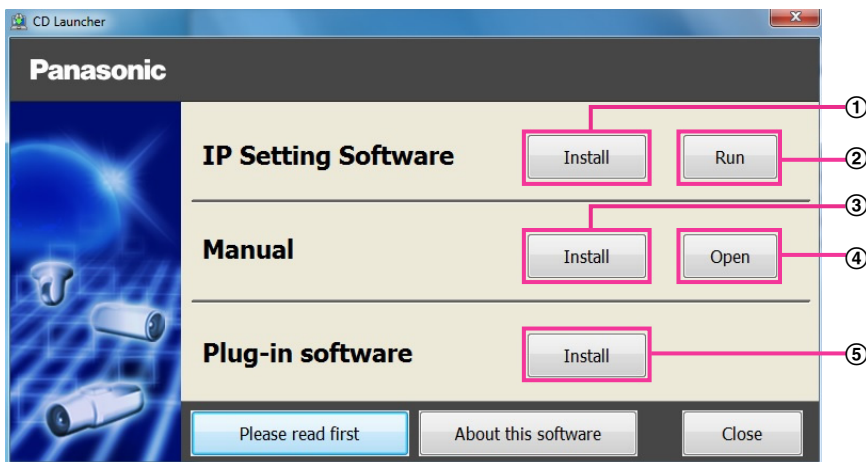 CD Launcher
x
Panasonic
①
IP Setting Software Install Run ②
③
Manual Install Open ④
Plug-in software Install ⑤
Please read first About this software Close